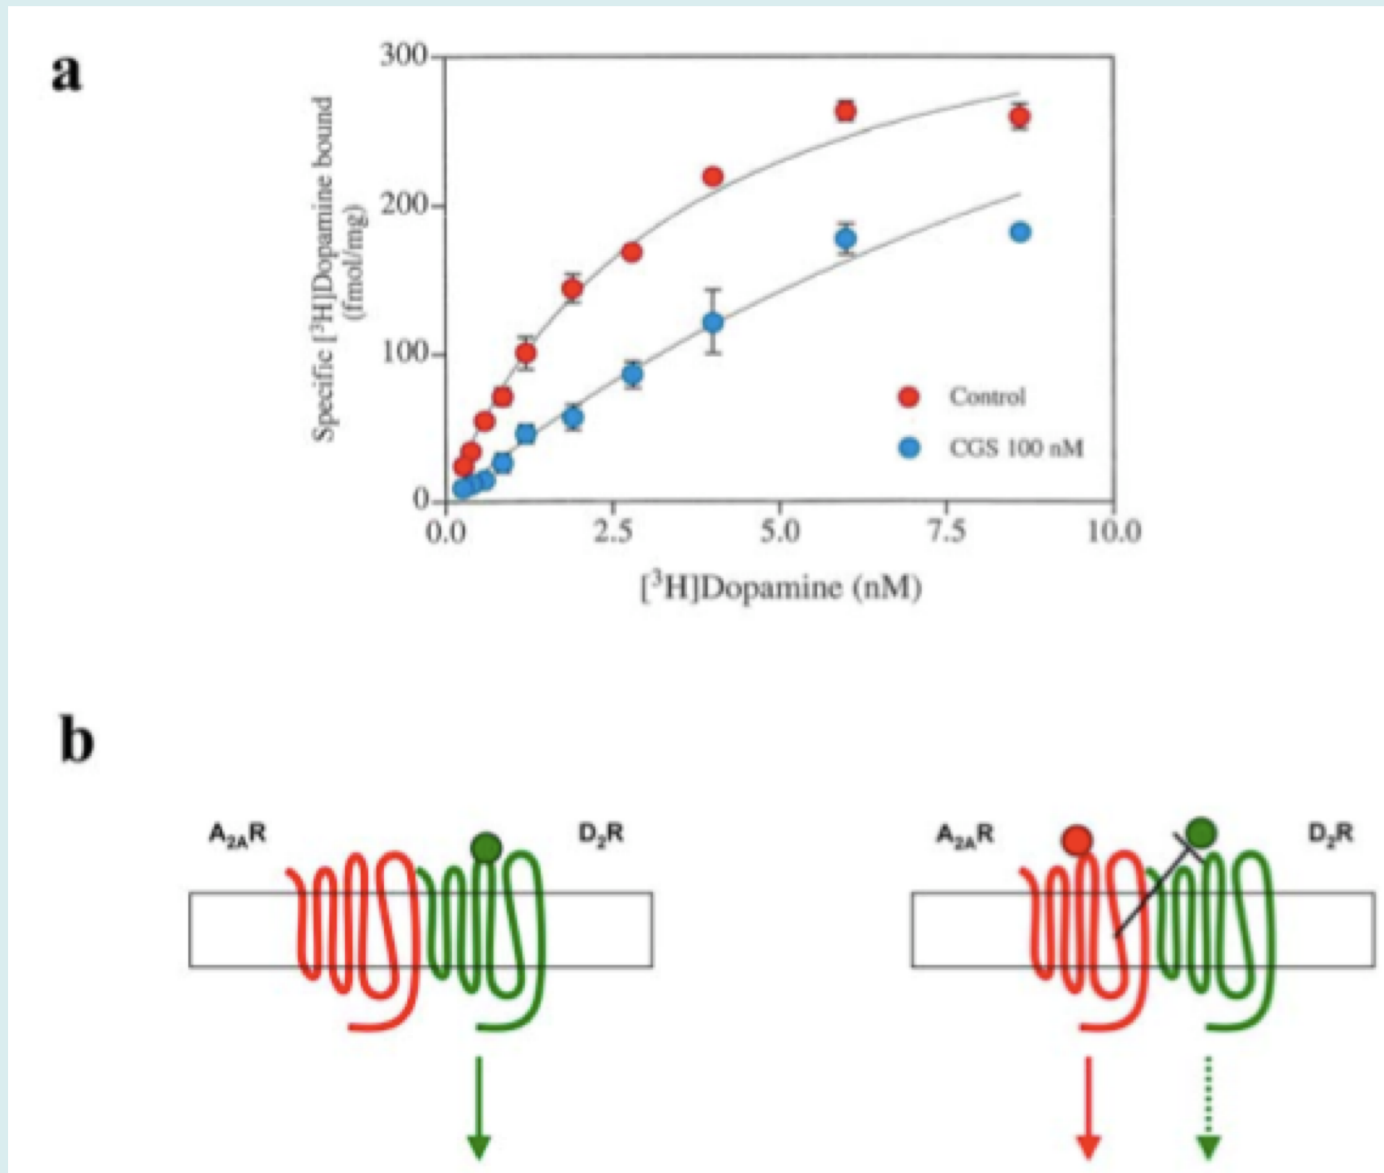 a
300
200
100
0
Specific [³H]Dopamine bound
(fmol/mg)
Control
CGS 100 nM
0.0 2.5 5.0 7.5 10.0
[³H]Dopamine (nM)
b
A₂ₐR D₂R A₂ₐR D₂R